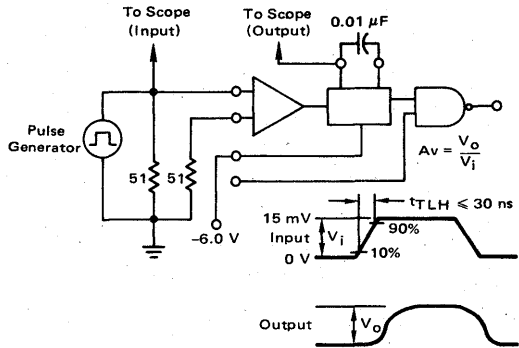 To Scope
(Input)
To Scope
(Output)
0.01 µF
Pulse
Generator
51
51
-6.0 V
Av = Vo/Vi
tTLH ⩽ 30 ns
15 mV
Input
Vi
90%
0 V
10%
Output
Vo